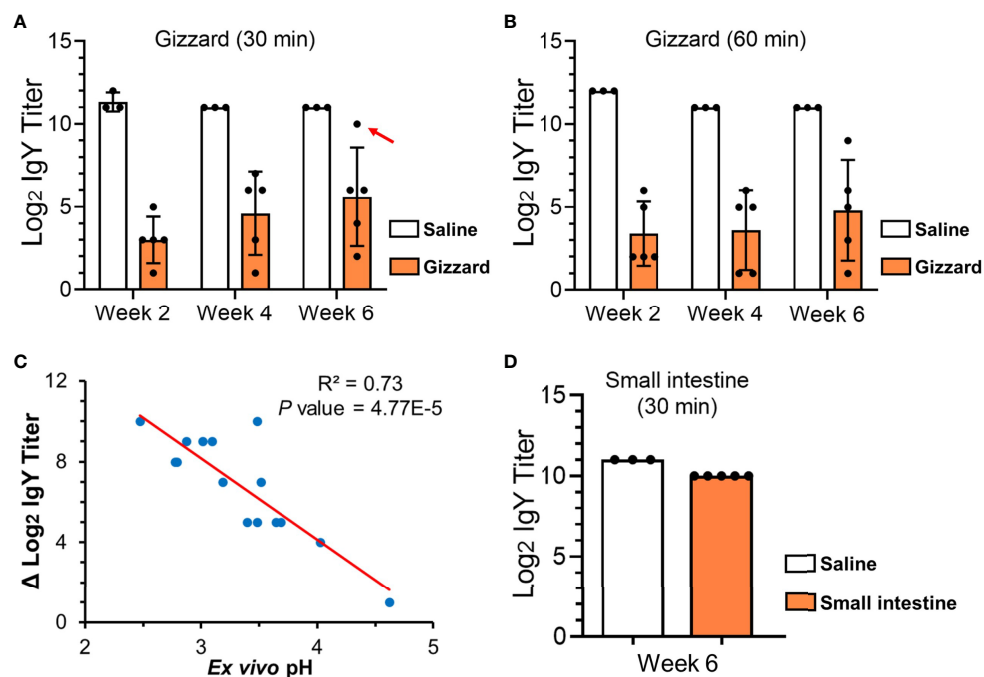 A
Gizzard (30 min)
15
10
5
0
Log₂ IgY Titer
Week 2
Week 4
Week 6
Saline
Gizzard
B
Gizzard (60 min)
15
10
5
0
Log₂ IgY Titer
Week 2
Week 4
Week 6
Saline
Gizzard
C
R² = 0.73
P value = 4.77E-5
12
8
4
0
Δ Log₂ IgY Titer
2
3
4
5
Ex vivo pH
D
Small intestine
(30 min)
15
10
5
0
Log₂ IgY Titer
Week 6
Saline
Small intestine